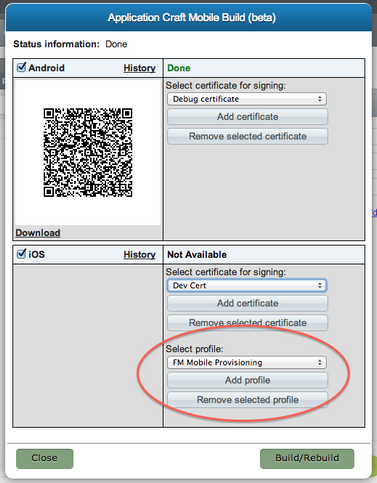 Application Craft Mobile Build (beta)
Status information: Done
Android History Done
Select certificate for signing:
Debug certificate
Add certificate
Remove selected certificate
Download
iOS History Not Available
Select certificate for signing:
Dev Cert
Add certificate
Remove selected certificate
Select profile:
FM Mobile Provisioning
Add profile
Remove selected profile
Close Build/Rebuild